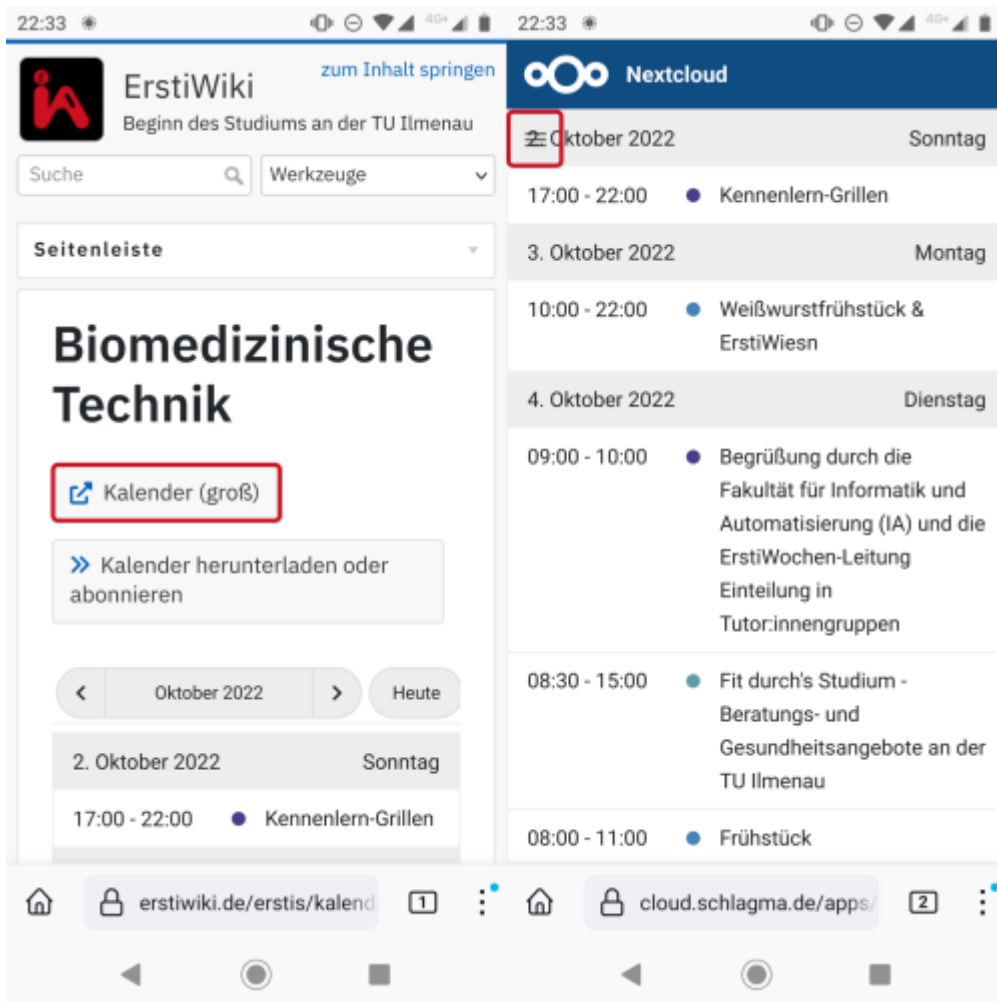 22:33
4G+
ErstiWiki
zum Inhalt springen
Beginn des Studiums an der TU Ilmenau
Suche
Werkzeuge
Seitenleiste
Biomedizinische
Technik
Kalender (groß)
Kalender herunterladen oder
abonnieren
Oktober 2022
Heute
2. Oktober 2022 Sonntag
17:00 - 22:00 Kennenlern-Grillen
erstiwiki.de/erstis/kalend
1
22:33
4G+
Nextcloud
2. Oktober 2022 Sonntag
17:00 - 22:00 Kennenlern-Grillen
3. Oktober 2022 Montag
10:00 - 22:00 Weißwurstfrühstück &
ErstiWiesn
4. Oktober 2022 Dienstag
09:00 - 10:00 Begrüßung durch die
Fakultät für Informatik und
Automatisierung (IA) und die
ErstiWochen-Leitung
Einteilung in
Tutor:innengruppen
08:30 - 15:00 Fit durch's Studium -
Beratungs- und
Gesundheitsangebote an der
TU Ilmenau
08:00 - 11:00 Frühstück
cloud.schlagma.de/apps/
2